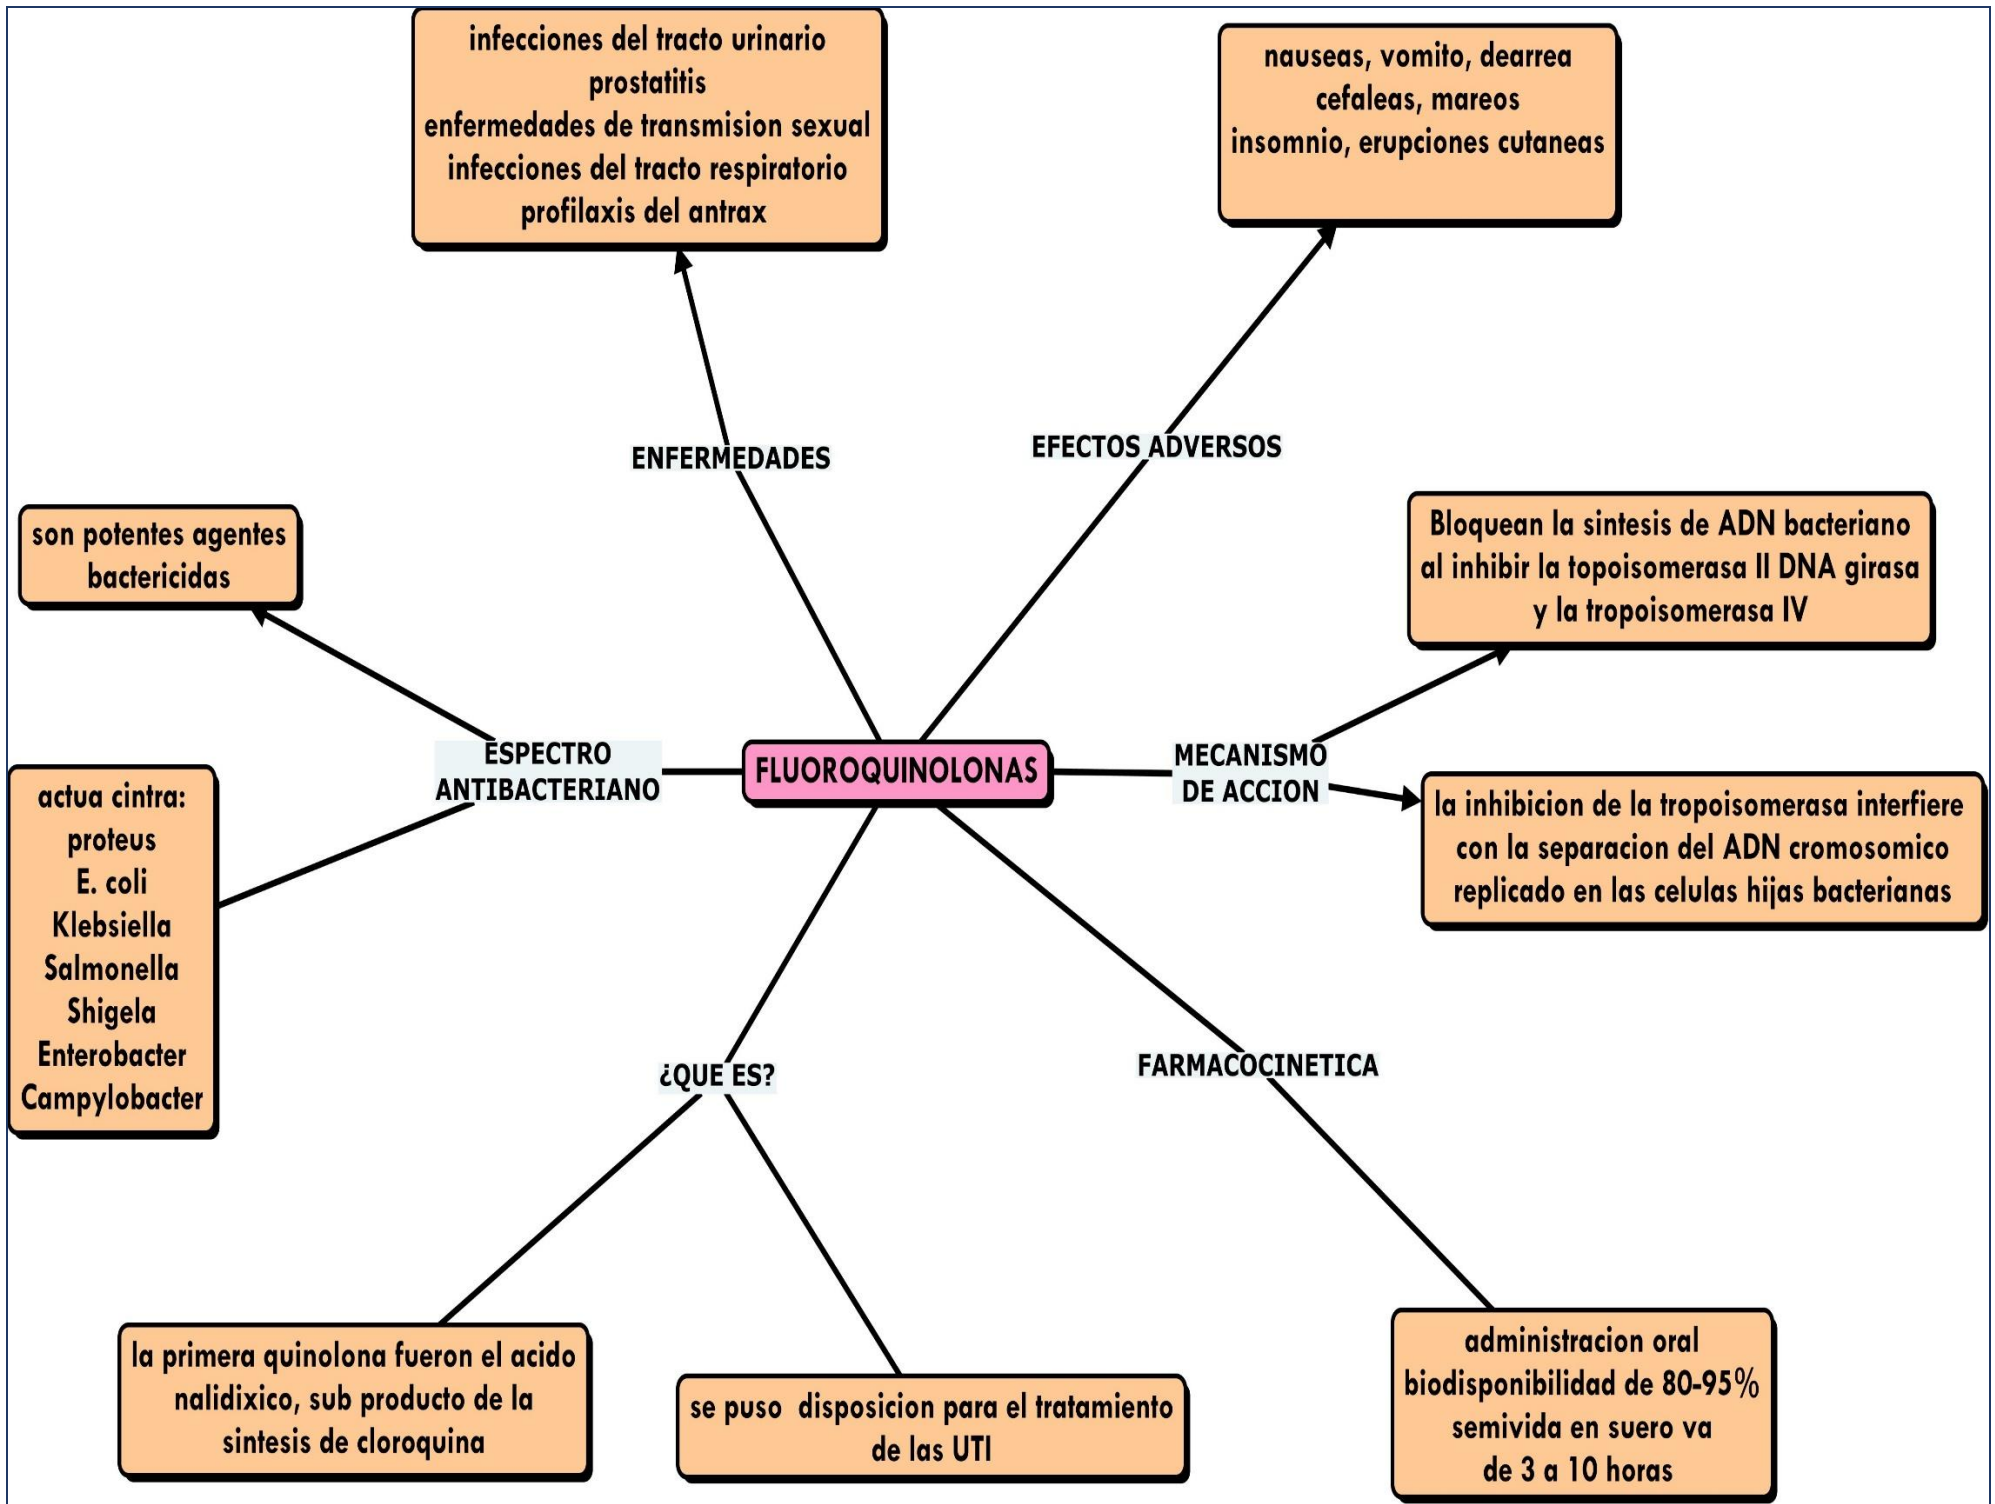 infecciones del tracto urinario
prostatitis
enfermedades de transmision sexual
infecciones del tracto respiratorio
profilaxis del antrax
nauseas, vomito, dearrea
cefaleas, mareos
insomnio, erupciones cutaneas
ENFERMEDADES
EFECTOS ADVERSOS
son potentes agentes
bactericidas
Bloquean la sintesis de ADN bacteriano
al inhibir la topoisomerasa II DNA girasa
y la tropoisomerasa IV
ESPECTRO
ANTIBACTERIANO
FLUOROQUINOLONAS
MECANISMO
DE ACCION
actua cintra:
proteus
E. coli
Klebsiella
Salmonella
Shigela
Enterobacter
Campylobacter
la inhibicion de la tropoisomerasa interfiere
con la separacion del ADN cromosomico
replicado en las celulas hijas bacterianas
¿QUE ES?
FARMACOCINETICA
la primera quinolona fueron el acido
nalidixico, sub producto de la
sintesis de cloroquina
se puso disposicion para el tratamiento
de las UTI
administracion oral
biodisponibilidad de 80-95%
semivida en suero va
de 3 a 10 horas